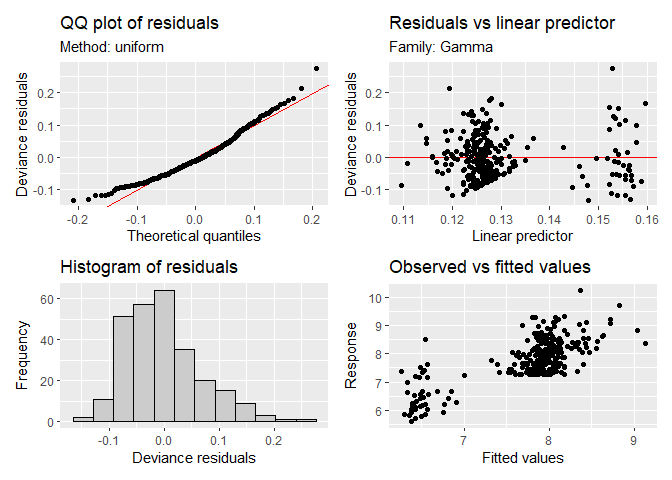 QQ plot of residuals
Method: uniform
Deviance residuals
0.2
0.1
0.0
-0.1
-0.2
-0.1
0.0
0.1
0.2
Theoretical quantiles
Residuals vs linear predictor
Family: Gamma
Deviance residuals
0.2
0.1
0.0
-0.1
0.11
0.12
0.13
0.14
0.15
0.16
Linear predictor
Histogram of residuals
Frequency
60
40
20
0
-0.1
0.0
0.1
0.2
Deviance residuals
Observed vs fitted values
Response
10
9
8
7
6
7
8
9
Fitted values